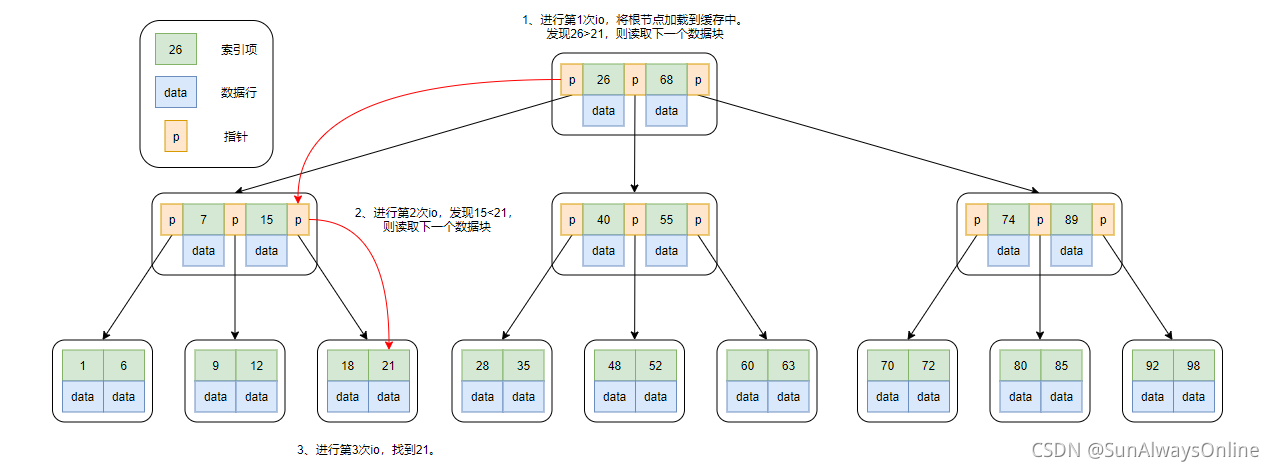 1、进行第1次io，将根节点加载到缓存中。
发现26>21，则读取下一个数据块
26 索引项
data 数据行
p 指针
p 26 p 68 p
data data
p 7 p 15 p
data data
2、进行第2次io，发现15<21，
则读取下一个数据块
p 40 p 55 p
data data
p 74 p 89 p
data data
1 6
data data
9 12
data data
18 21
data data
28 35
data data
48 52
data data
60 63
data data
70 72
data data
80 85
data data
92 98
data data
3、进行第3次io，找到21。
CSDN @SunAlwaysOnline